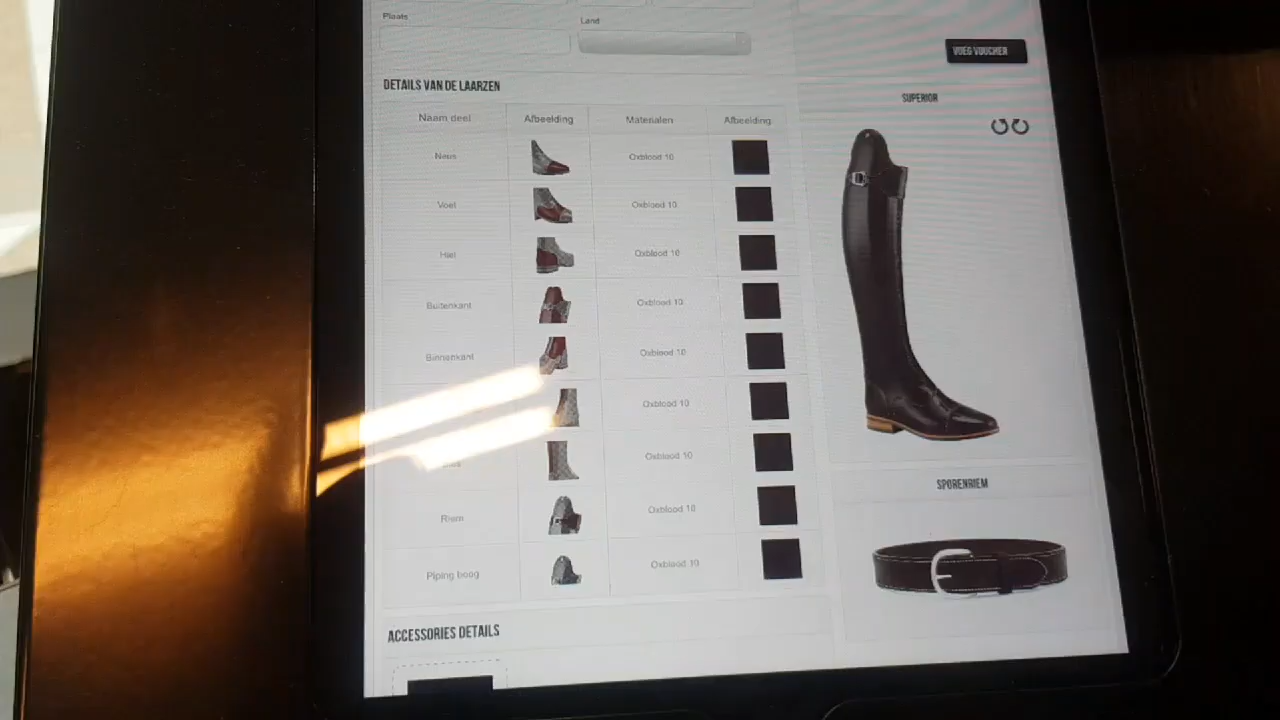 Plaats
Land
VOEG VOUCHER
DETAILS VAN DE LAARZEN
SUPERIOR
Naam deel Afbeelding Materialen Afbeelding
Neus Oxblood 10
Voet Oxblood 10
Hart Oxblood 10
Buitenkant Oxblood 10
Binnenkant Oxblood 10
Oxblood 10
Oxblood 10
SPORENRIEM
Riem Oxblood 10
Piping boog Oxblood 10
ACCESSORIES DETAILS